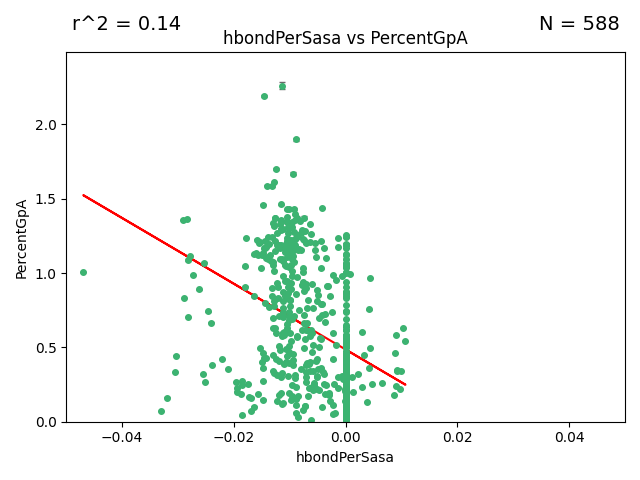 r^2 = 0.14
N = 588
hbondPerSasa vs PercentGpA
2.0
1.5
1.0
0.5
0.0
PercentGpA
−0.04
−0.02
0.00
0.02
0.04
hbondPerSasa